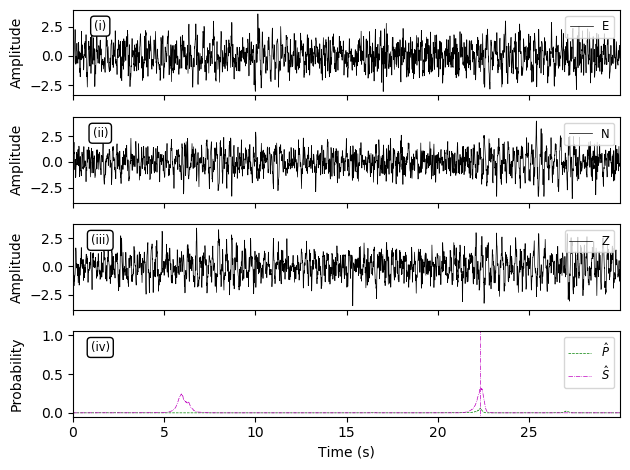 Amplitude
2.5
0.0
−2.5
(i)
E
Amplitude
2.5
0.0
−2.5
(ii)
N
Amplitude
2.5
0.0
−2.5
(iii)
Z
Probability
1.0
0.5
0.0
(iv)
P̂
Ŝ
0 5 10 15 20 25
Time (s)